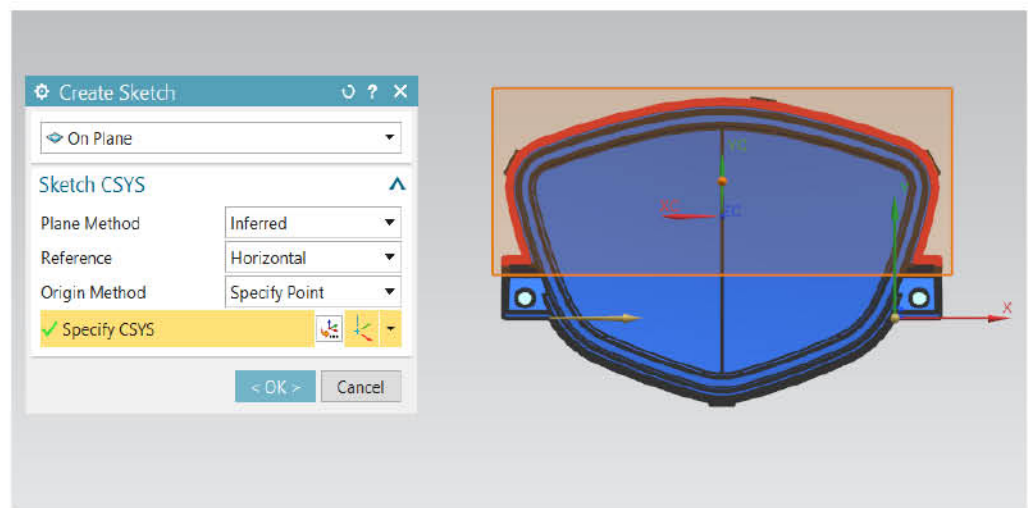 Create Sketch
On Plane
Sketch CSYS
Plane Method Inferred
Reference Horizontal
Origin Method Specify Point
Specify CSYS
< OK > Cancel
YC
XC ZC
X